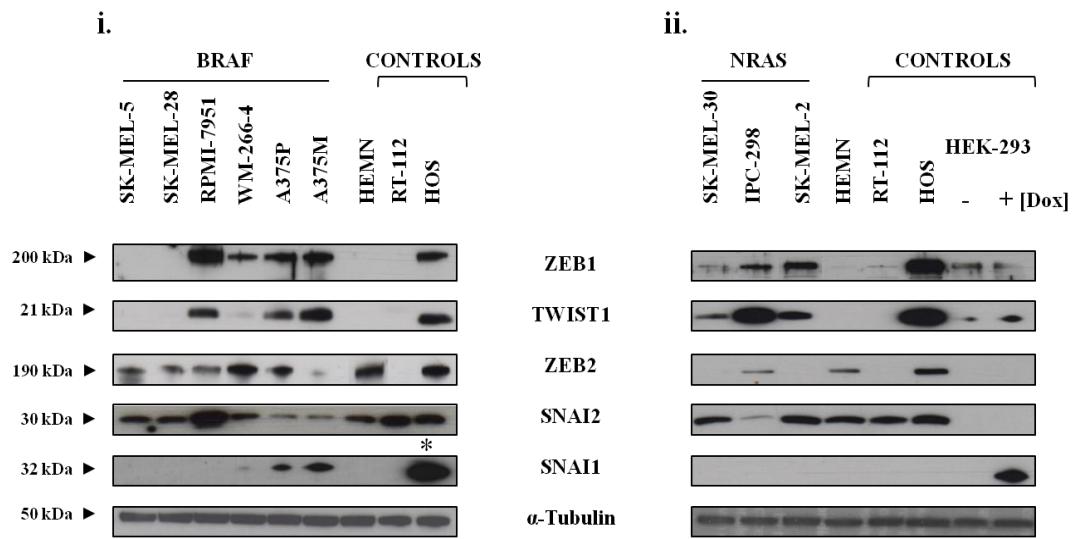 i.
BRAF
CONTROLS
SK-MEL-5
SK-MEL-28
RPMI-7951
WM-266-4
A375P
A375M
HEMN
RT-112
HOS
ii.
NRAS
CONTROLS
SK-MEL-30
IPC-298
SK-MEL-2
HEMN
RT-112
HOS
HEK-293
- + [Dox]
200 kDa
ZEB1
21 kDa
TWIST1
190 kDa
ZEB2
30 kDa
SNAI2
*
32 kDa
SNAI1
50 kDa
α-Tubulin